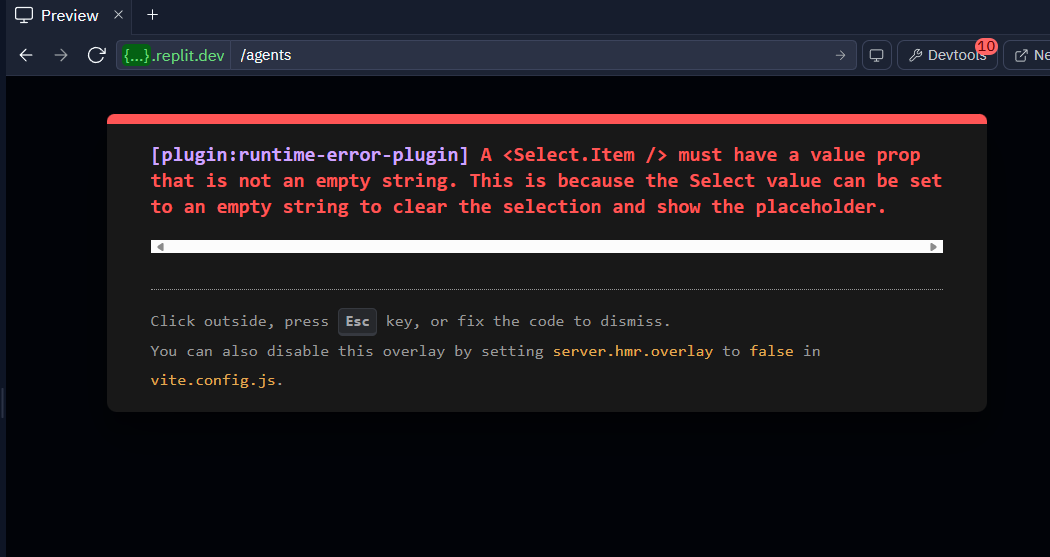 Preview
{...}.replit.dev /agents Devtools 10 Ne
[plugin:runtime-error-plugin] A <Select.Item /> must have a value prop
that is not an empty string. This is because the Select value can be set
to an empty string to clear the selection and show the placeholder.
Click outside, press Esc key, or fix the code to dismiss.
You can also disable this overlay by setting server.hmr.overlay to false in
vite.config.js.